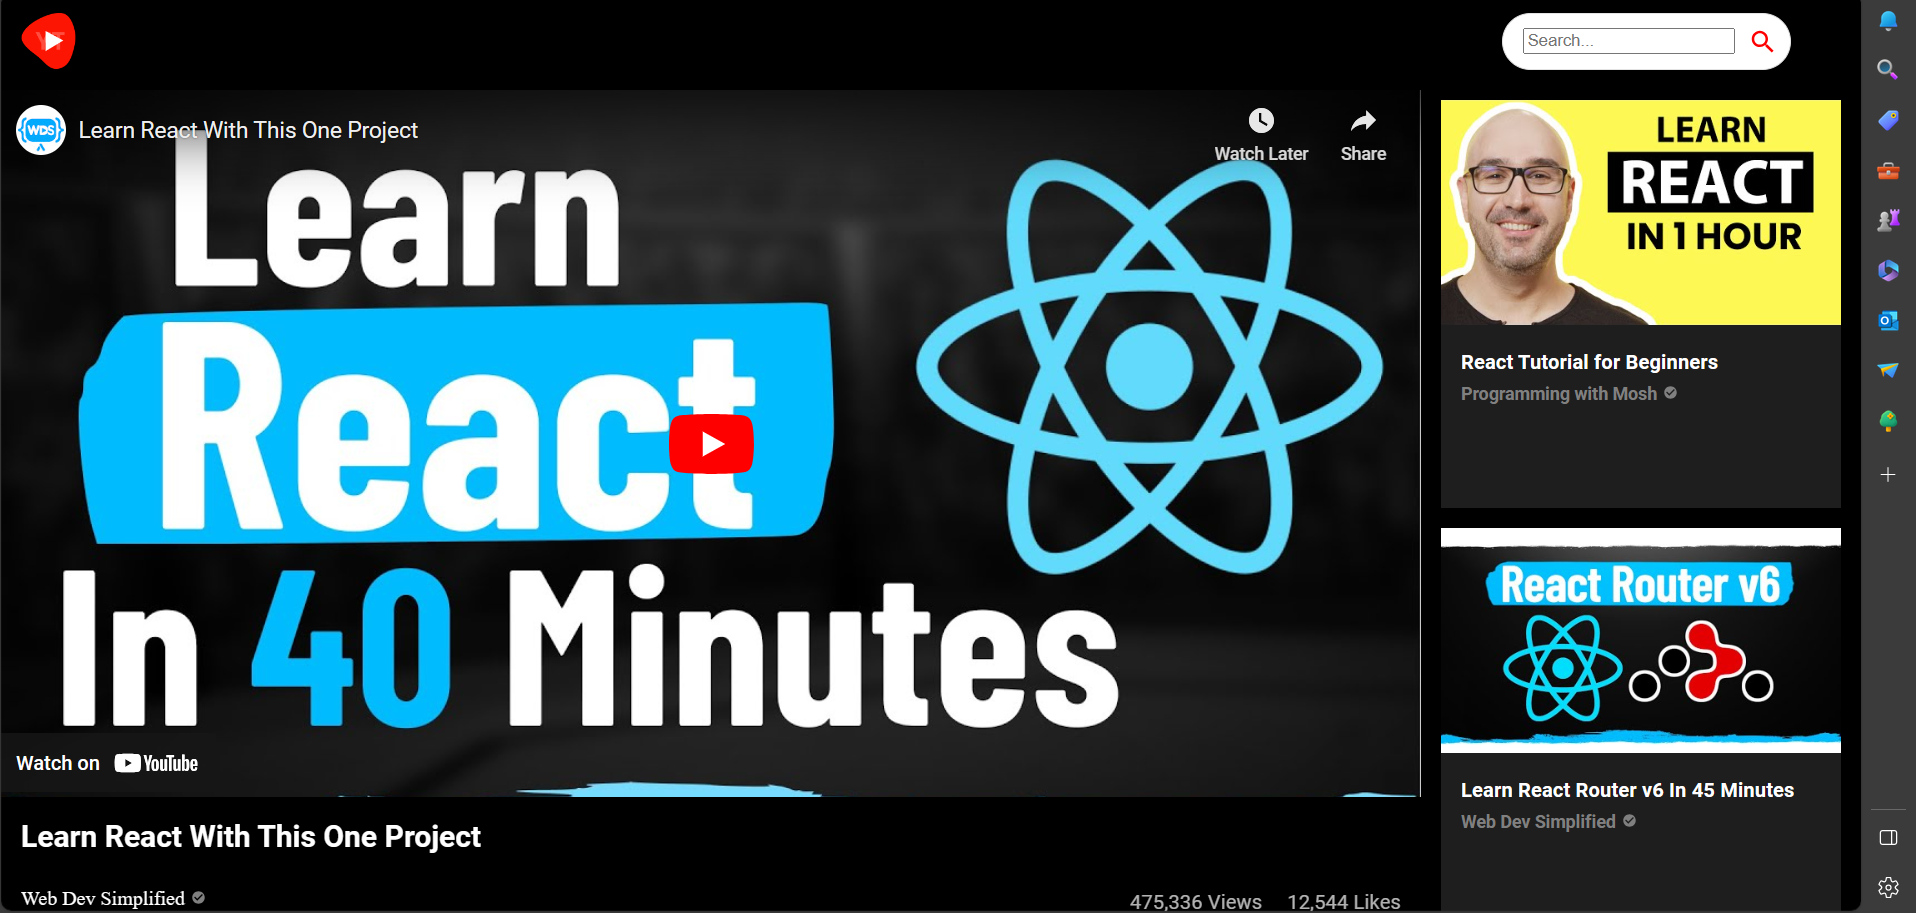 YT
Search...
WDS
Learn React With This One Project
Watch Later
Share
Learn
React
In 40 Minutes
Watch on YouTube
Learn React With This One Project
Web Dev Simplified
475,336 Views
12,544 Likes
LEARN
REACT
IN 1 HOUR
React Tutorial for Beginners
Programming with Mosh
React Router v6
Learn React Router v6 In 45 Minutes
Web Dev Simplified